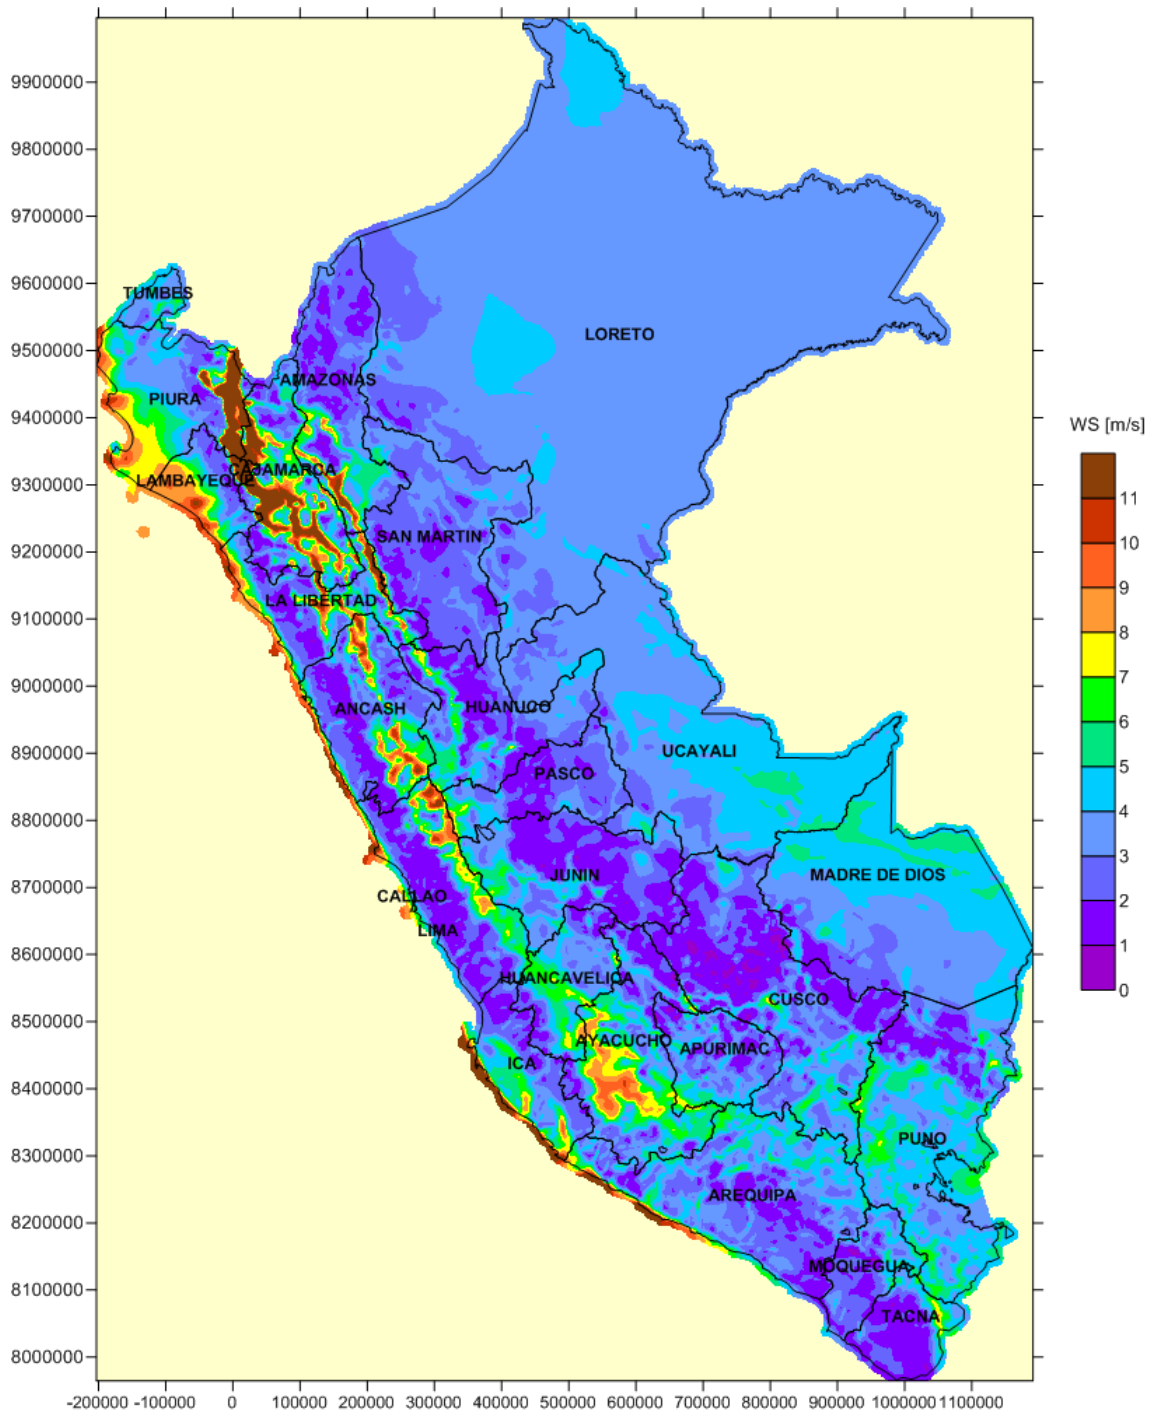 9900000
9800000
9700000
9600000
9500000
9400000
9300000
9200000
9100000
9000000
8900000
8800000
8700000
8600000
8500000
8400000
8300000
8200000
8100000
8000000
TUMBES
LORETO
AMAZONAS
PIURA
CAJAMARCA
LAMBAYEQUE
SAN MARTIN
LA LIBERTAD
ANCASH
HUANUCO
UCAYALI
PASCO
JUNIN
MADRE DE DIOS
CALLAO
LIMA
HUANCAVELICA
CUSCO
AYACUCHO
APURIMAC
ICA
PUNO
AREQUIPA
MOQUEGUA
TACNA
WS [m/s]
11
10
9
8
7
6
5
4
3
2
1
0
-200000 -100000 0 100000 200000 300000 400000 500000 600000 700000 800000 900000 1000000 1100000